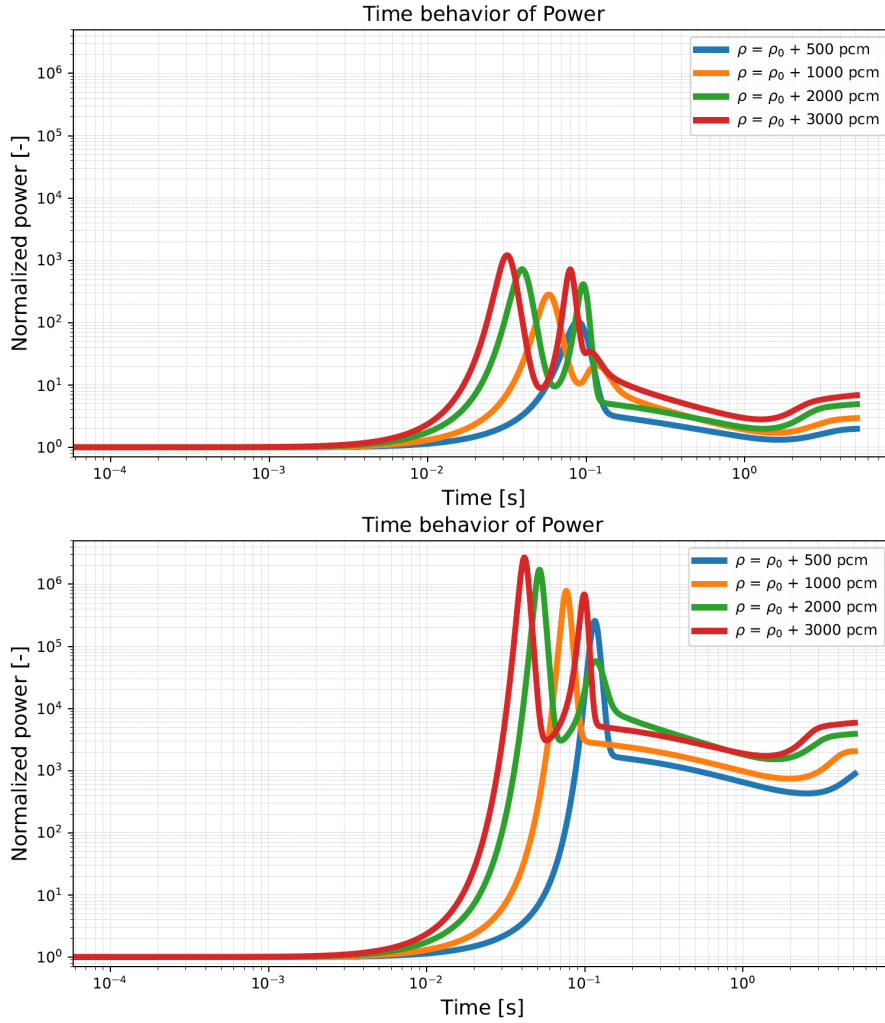 Time behavior of Power
Normalized power [-]
10⁶
10⁵
10⁴
10³
10²
10¹
10⁰
ρ = ρ₀ + 500 pcm
ρ = ρ₀ + 1000 pcm
ρ = ρ₀ + 2000 pcm
ρ = ρ₀ + 3000 pcm
10⁻⁴ 10⁻³ 10⁻² 10⁻¹ 10⁰
Time [s]
Time behavior of Power
Normalized power [-]
10⁶
10⁵
10⁴
10³
10²
10¹
10⁰
ρ = ρ₀ + 500 pcm
ρ = ρ₀ + 1000 pcm
ρ = ρ₀ + 2000 pcm
ρ = ρ₀ + 3000 pcm
10⁻⁴ 10⁻³ 10⁻² 10⁻¹ 10⁰
Time [s]